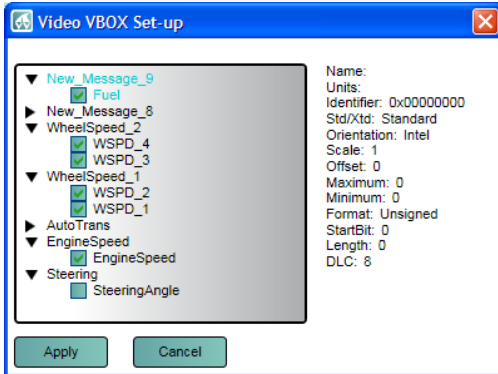 Video VBOX Set-up
New_Message_9
Fuel
New_Message_8
WheelSpeed_2
WSPD_4
WSPD_3
WheelSpeed_1
WSPD_2
WSPD_1
AutoTrans
EngineSpeed
EngineSpeed
Steering
SteeringAngle
Name:
Units:
Identifier: 0x00000000
Std/Xtd: Standard
Orientation: Intel
Scale: 1
Offset: 0
Maximum: 0
Minimum: 0
Format: Unsigned
StartBit: 0
Length: 0
DLC: 8
Apply
Cancel